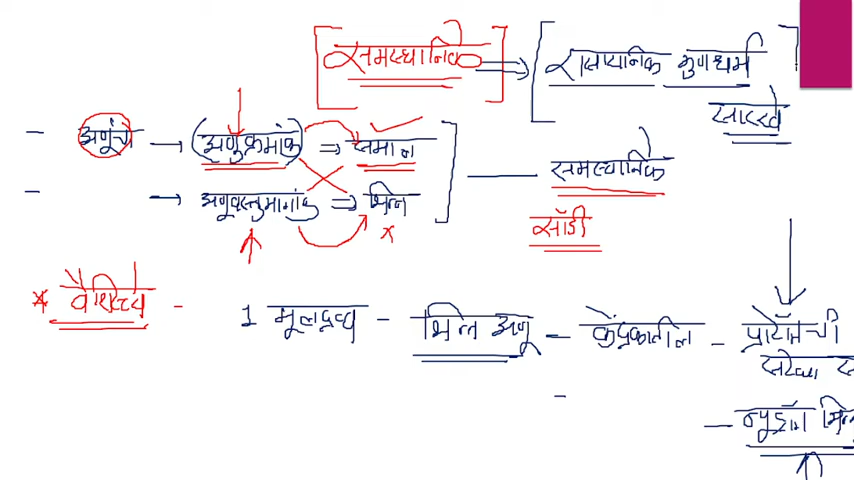 समस्थानिक ⇒ रासायनिक गुणधर्म
सारखे
- अणूंचा → (अणुक्रमांक) ⇒ समान
- → अणुवस्तुमानांक ⇒ भिन्न — समस्थानिक
सोडी
* वैशिष्ट्ये - 1 मूलद्रव्य - भिन्न अणू - केंद्रकातील - प्रोटॉनची
संख्या स
- न्यूट्रॉन भिन्न